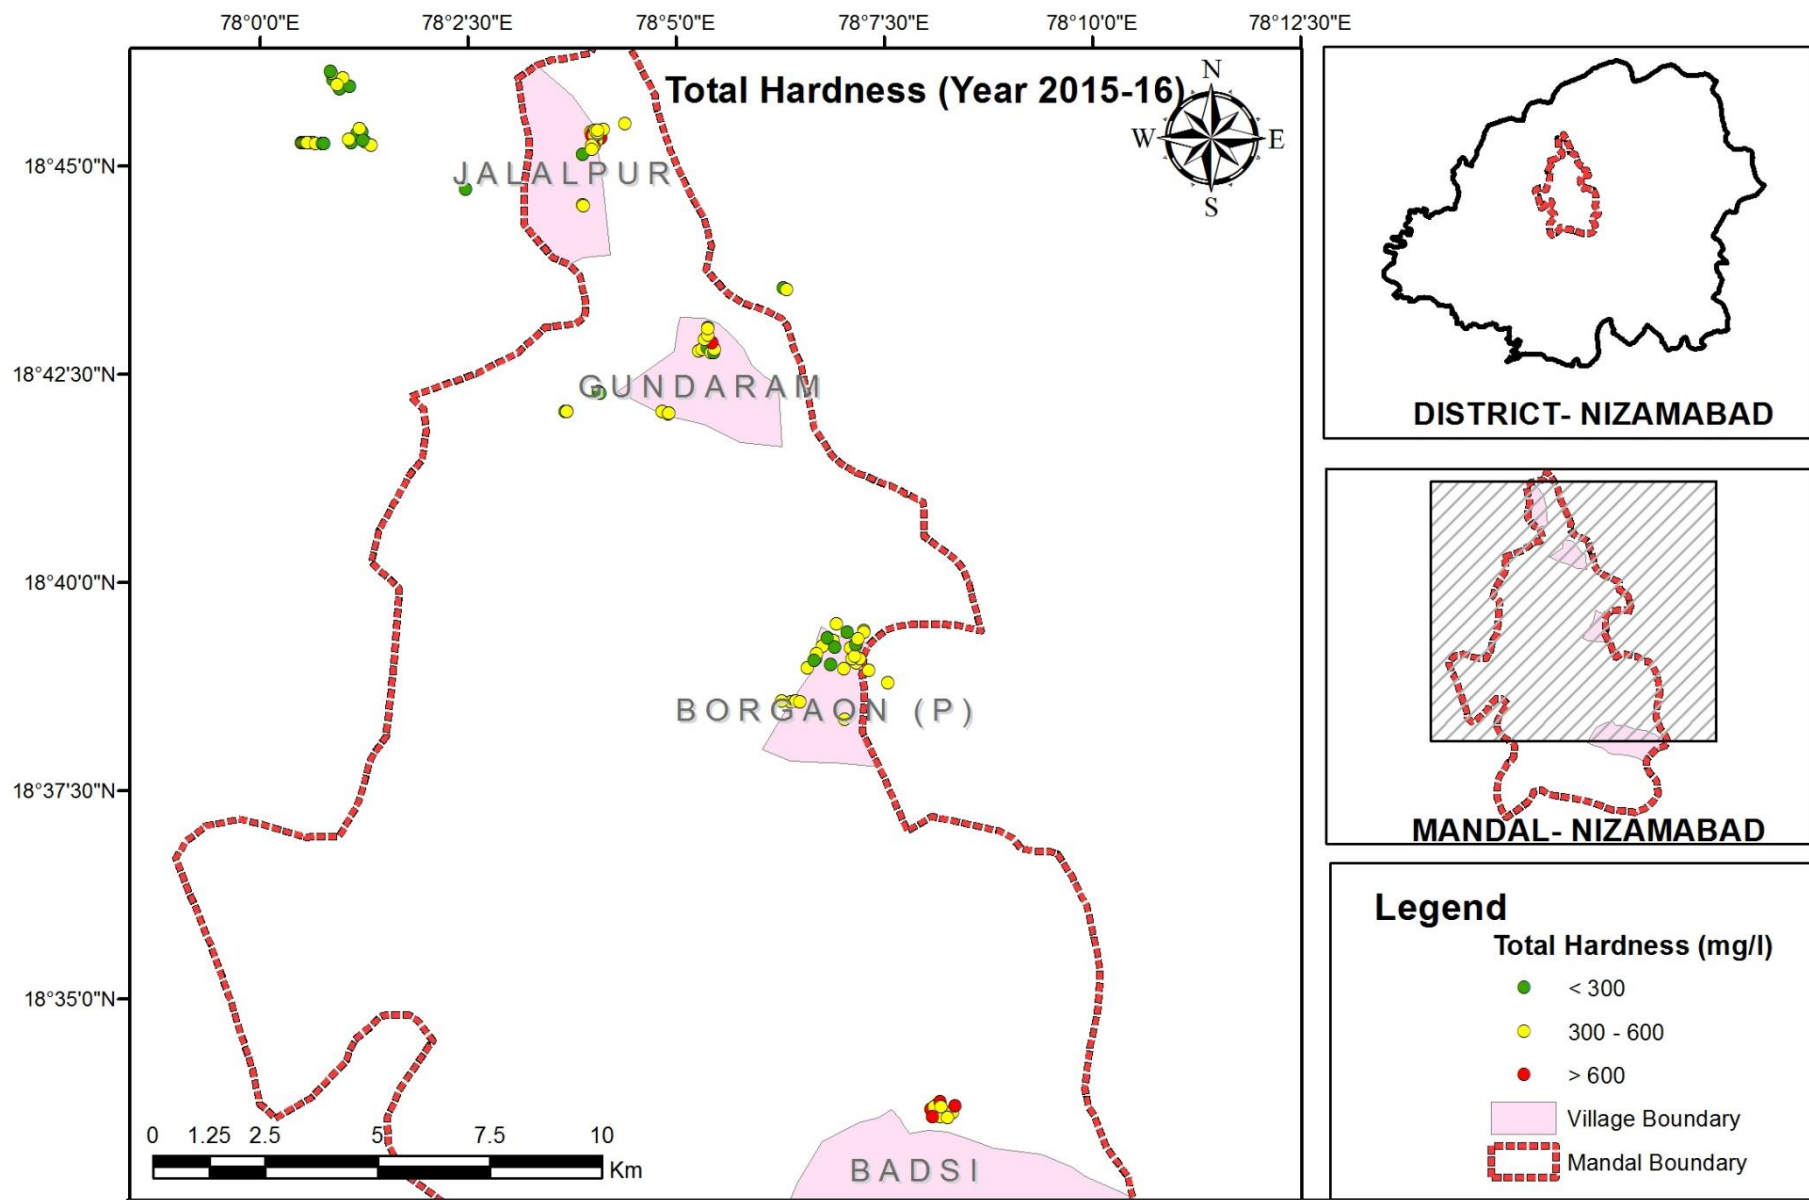 78°0'0"E 78°2'30"E 78°5'0"E 78°7'30"E 78°10'0"E 78°12'30"E
Total Hardness (Year 2015-16)
N
W E
S
18°45'0"N
JALALPUR
18°42'30"N
GUNDARAM
18°40'0"N
BORGAON (P)
18°37'30"N
18°35'0"N
0 1.25 2.5 5 7.5 10
Km
BADSI
DISTRICT- NIZAMABAD
MANDAL- NIZAMABAD
Legend
Total Hardness (mg/l)
< 300
300 - 600
> 600
Village Boundary
Mandal Boundary